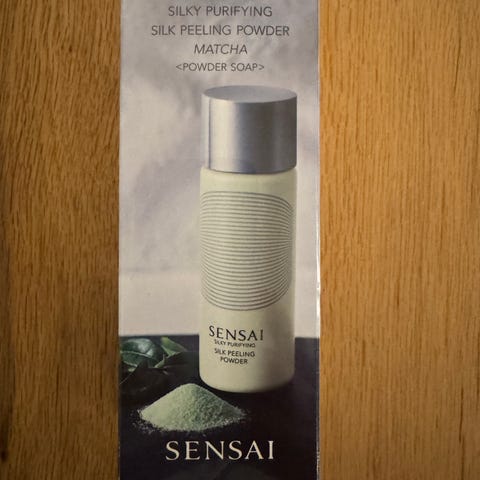 SILKY PURIFYING
SILK PEELING POWDER
MATCHA
<POWDER SOAP>
SENSAI
SILKY PURIFYING
SILK PEELING
POWDER
SENSAI